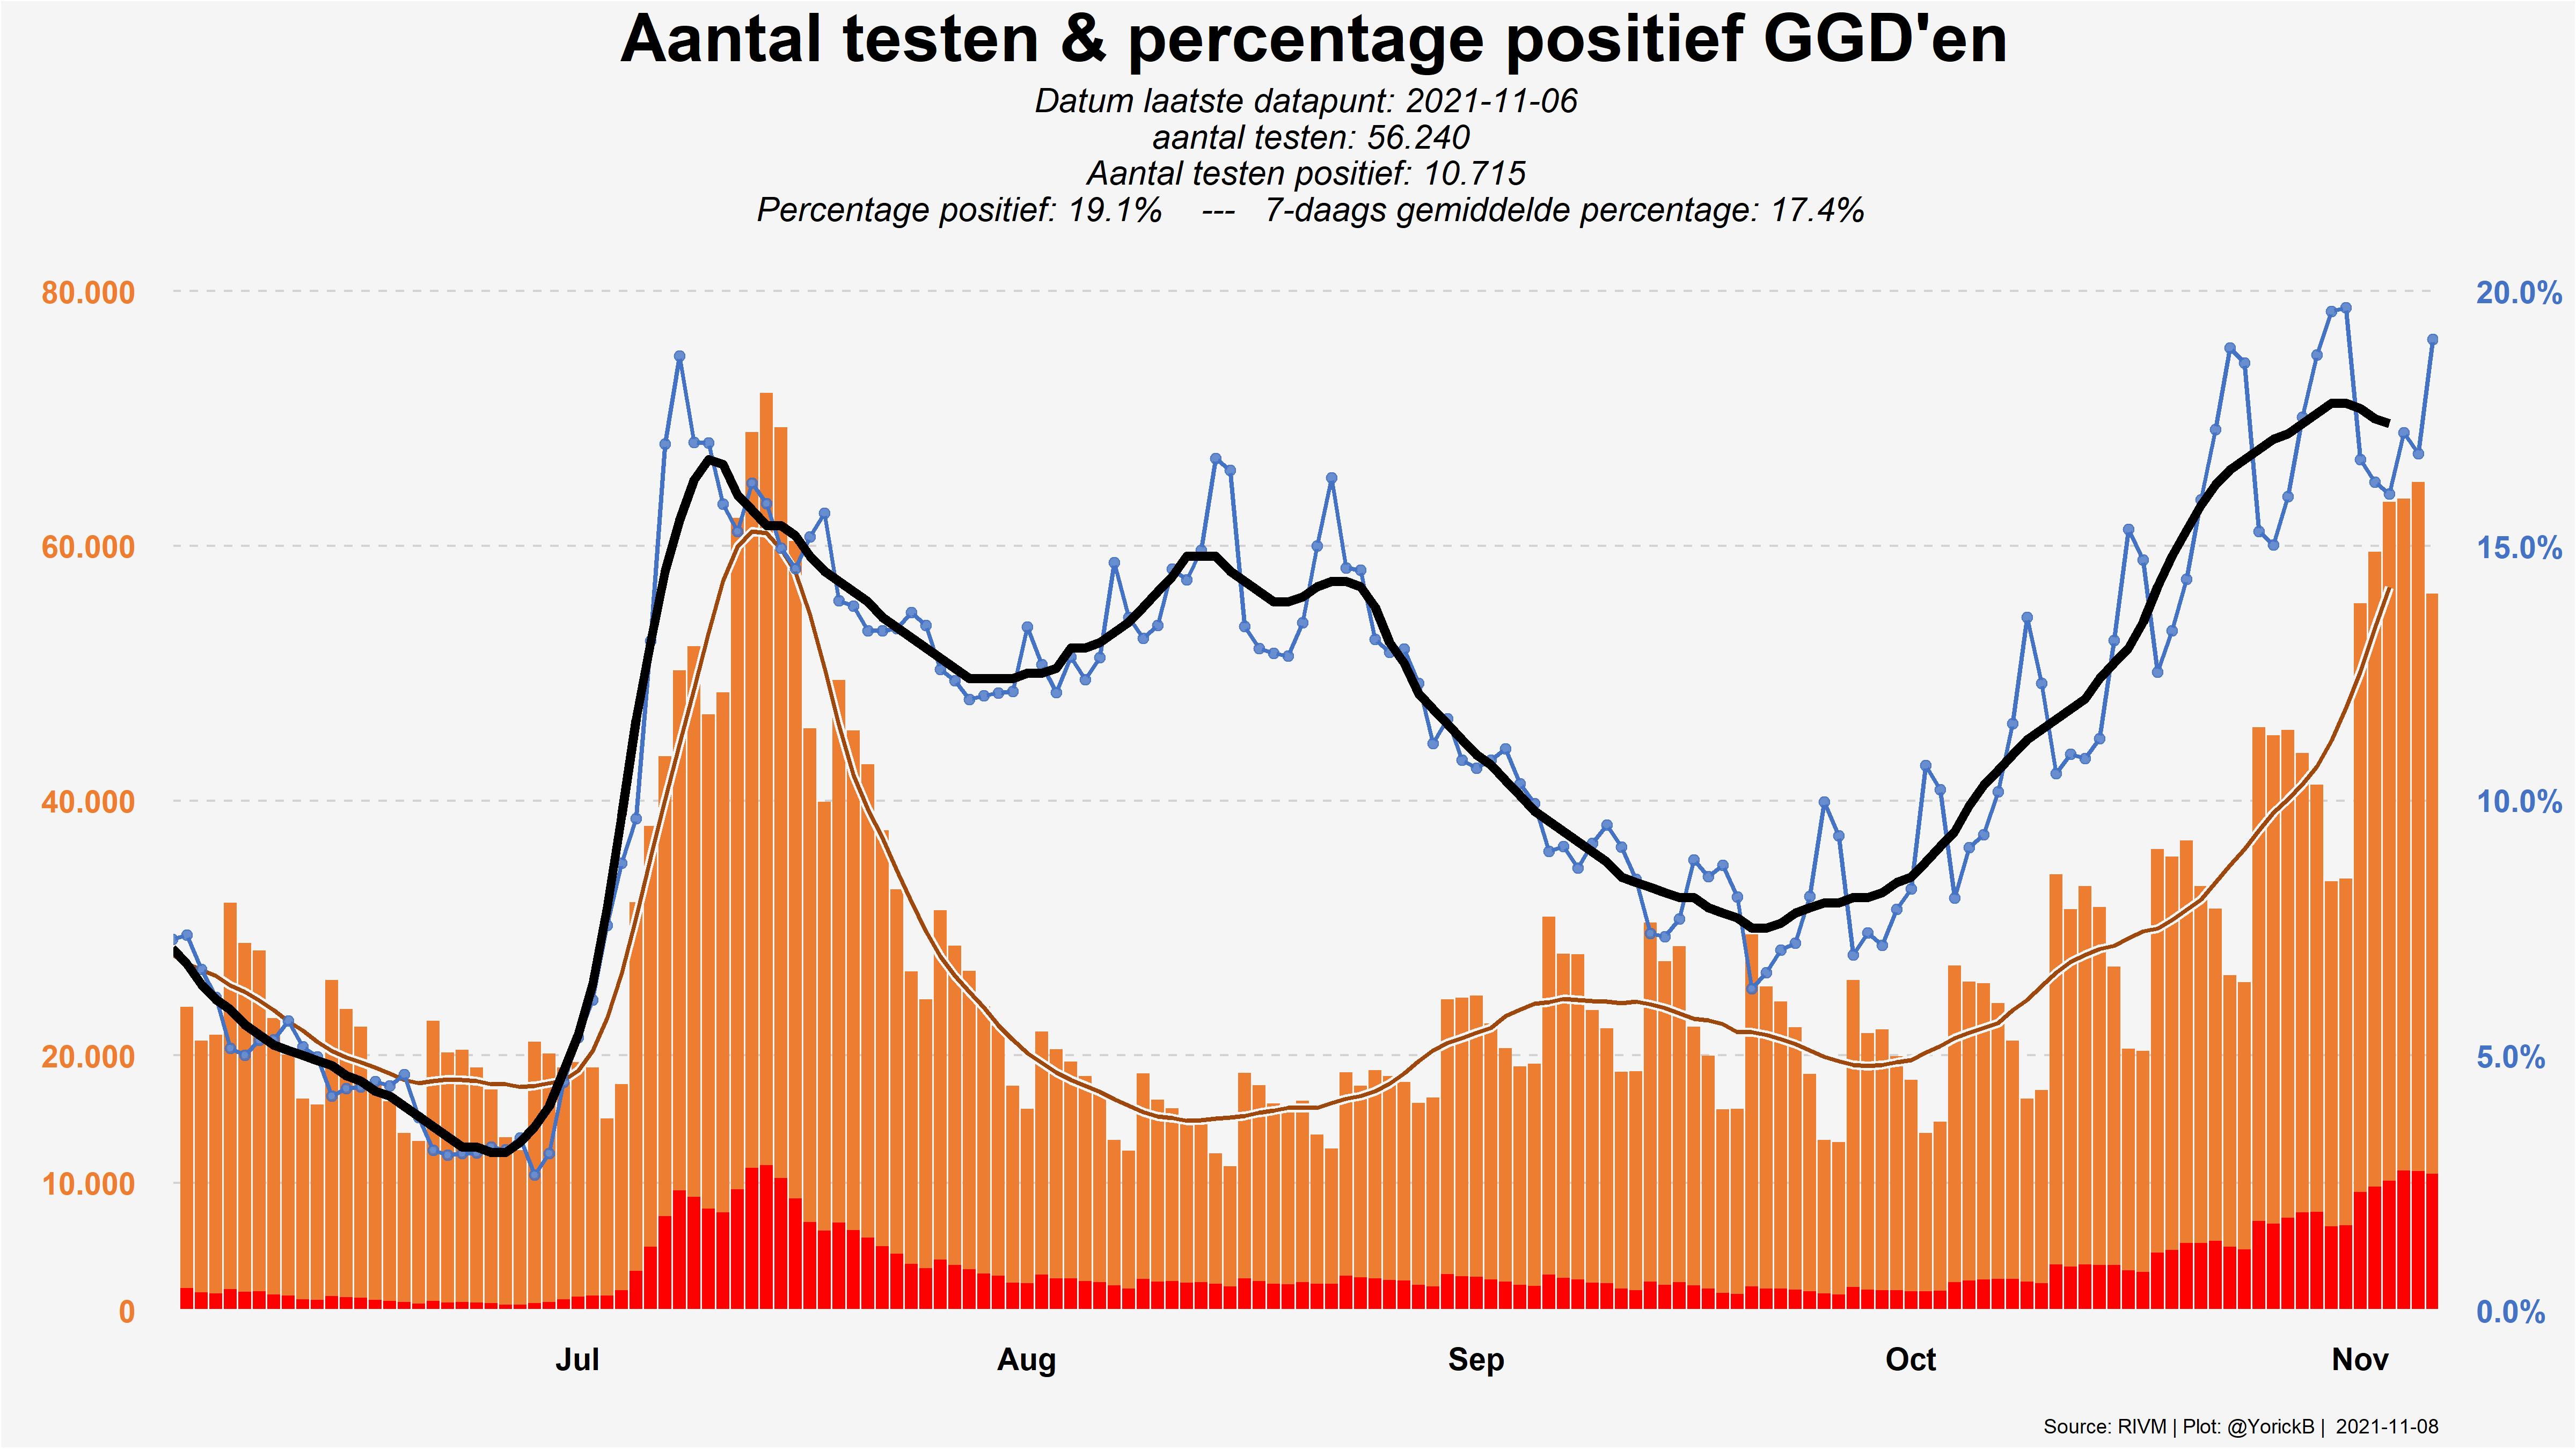 Aantal testen & percentage positief GGD'en
Datum laatste datapunt: 2021-11-06
aantal testen: 56.240
Aantal testen positief: 10.715
Percentage positief: 19.1% --- 7-daags gemiddelde percentage: 17.4%
80.000
20.0%
60.000
15.0%
40.000
10.0%
20.000
5.0%
10.000
0
0.0%
Jul
Aug
Sep
Oct
Nov
Source: RIVM | Plot: @YorickB | 2021-11-08